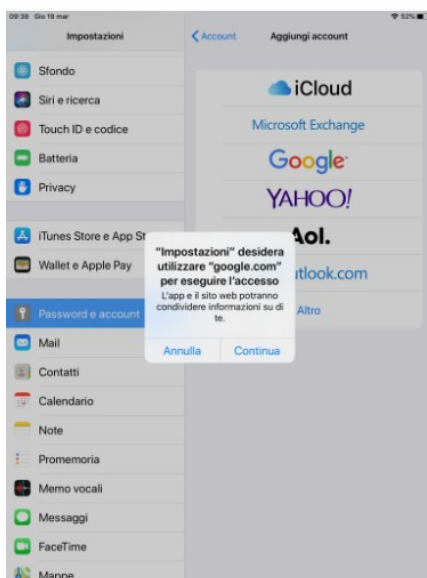 09:38 Gio 19 mar
52%
Impostazioni
Account
Aggiungi account
Sfondo
Siri e ricerca
Touch ID e codice
Batteria
Privacy
iTunes Store e App St
Wallet e Apple Pay
Password e account
Mail
Contatti
Calendario
Note
Promemoria
Memo vocali
Messaggi
FaceTime
Mappe
iCloud
Microsoft Exchange
Google
YAHOO!
Aol.
utlook.com
Altro
"Impostazioni" desidera
utilizzare "google.com"
per eseguire l'accesso
L'app e il sito web potranno
condividere informazioni su di
te.
Annulla
Continua